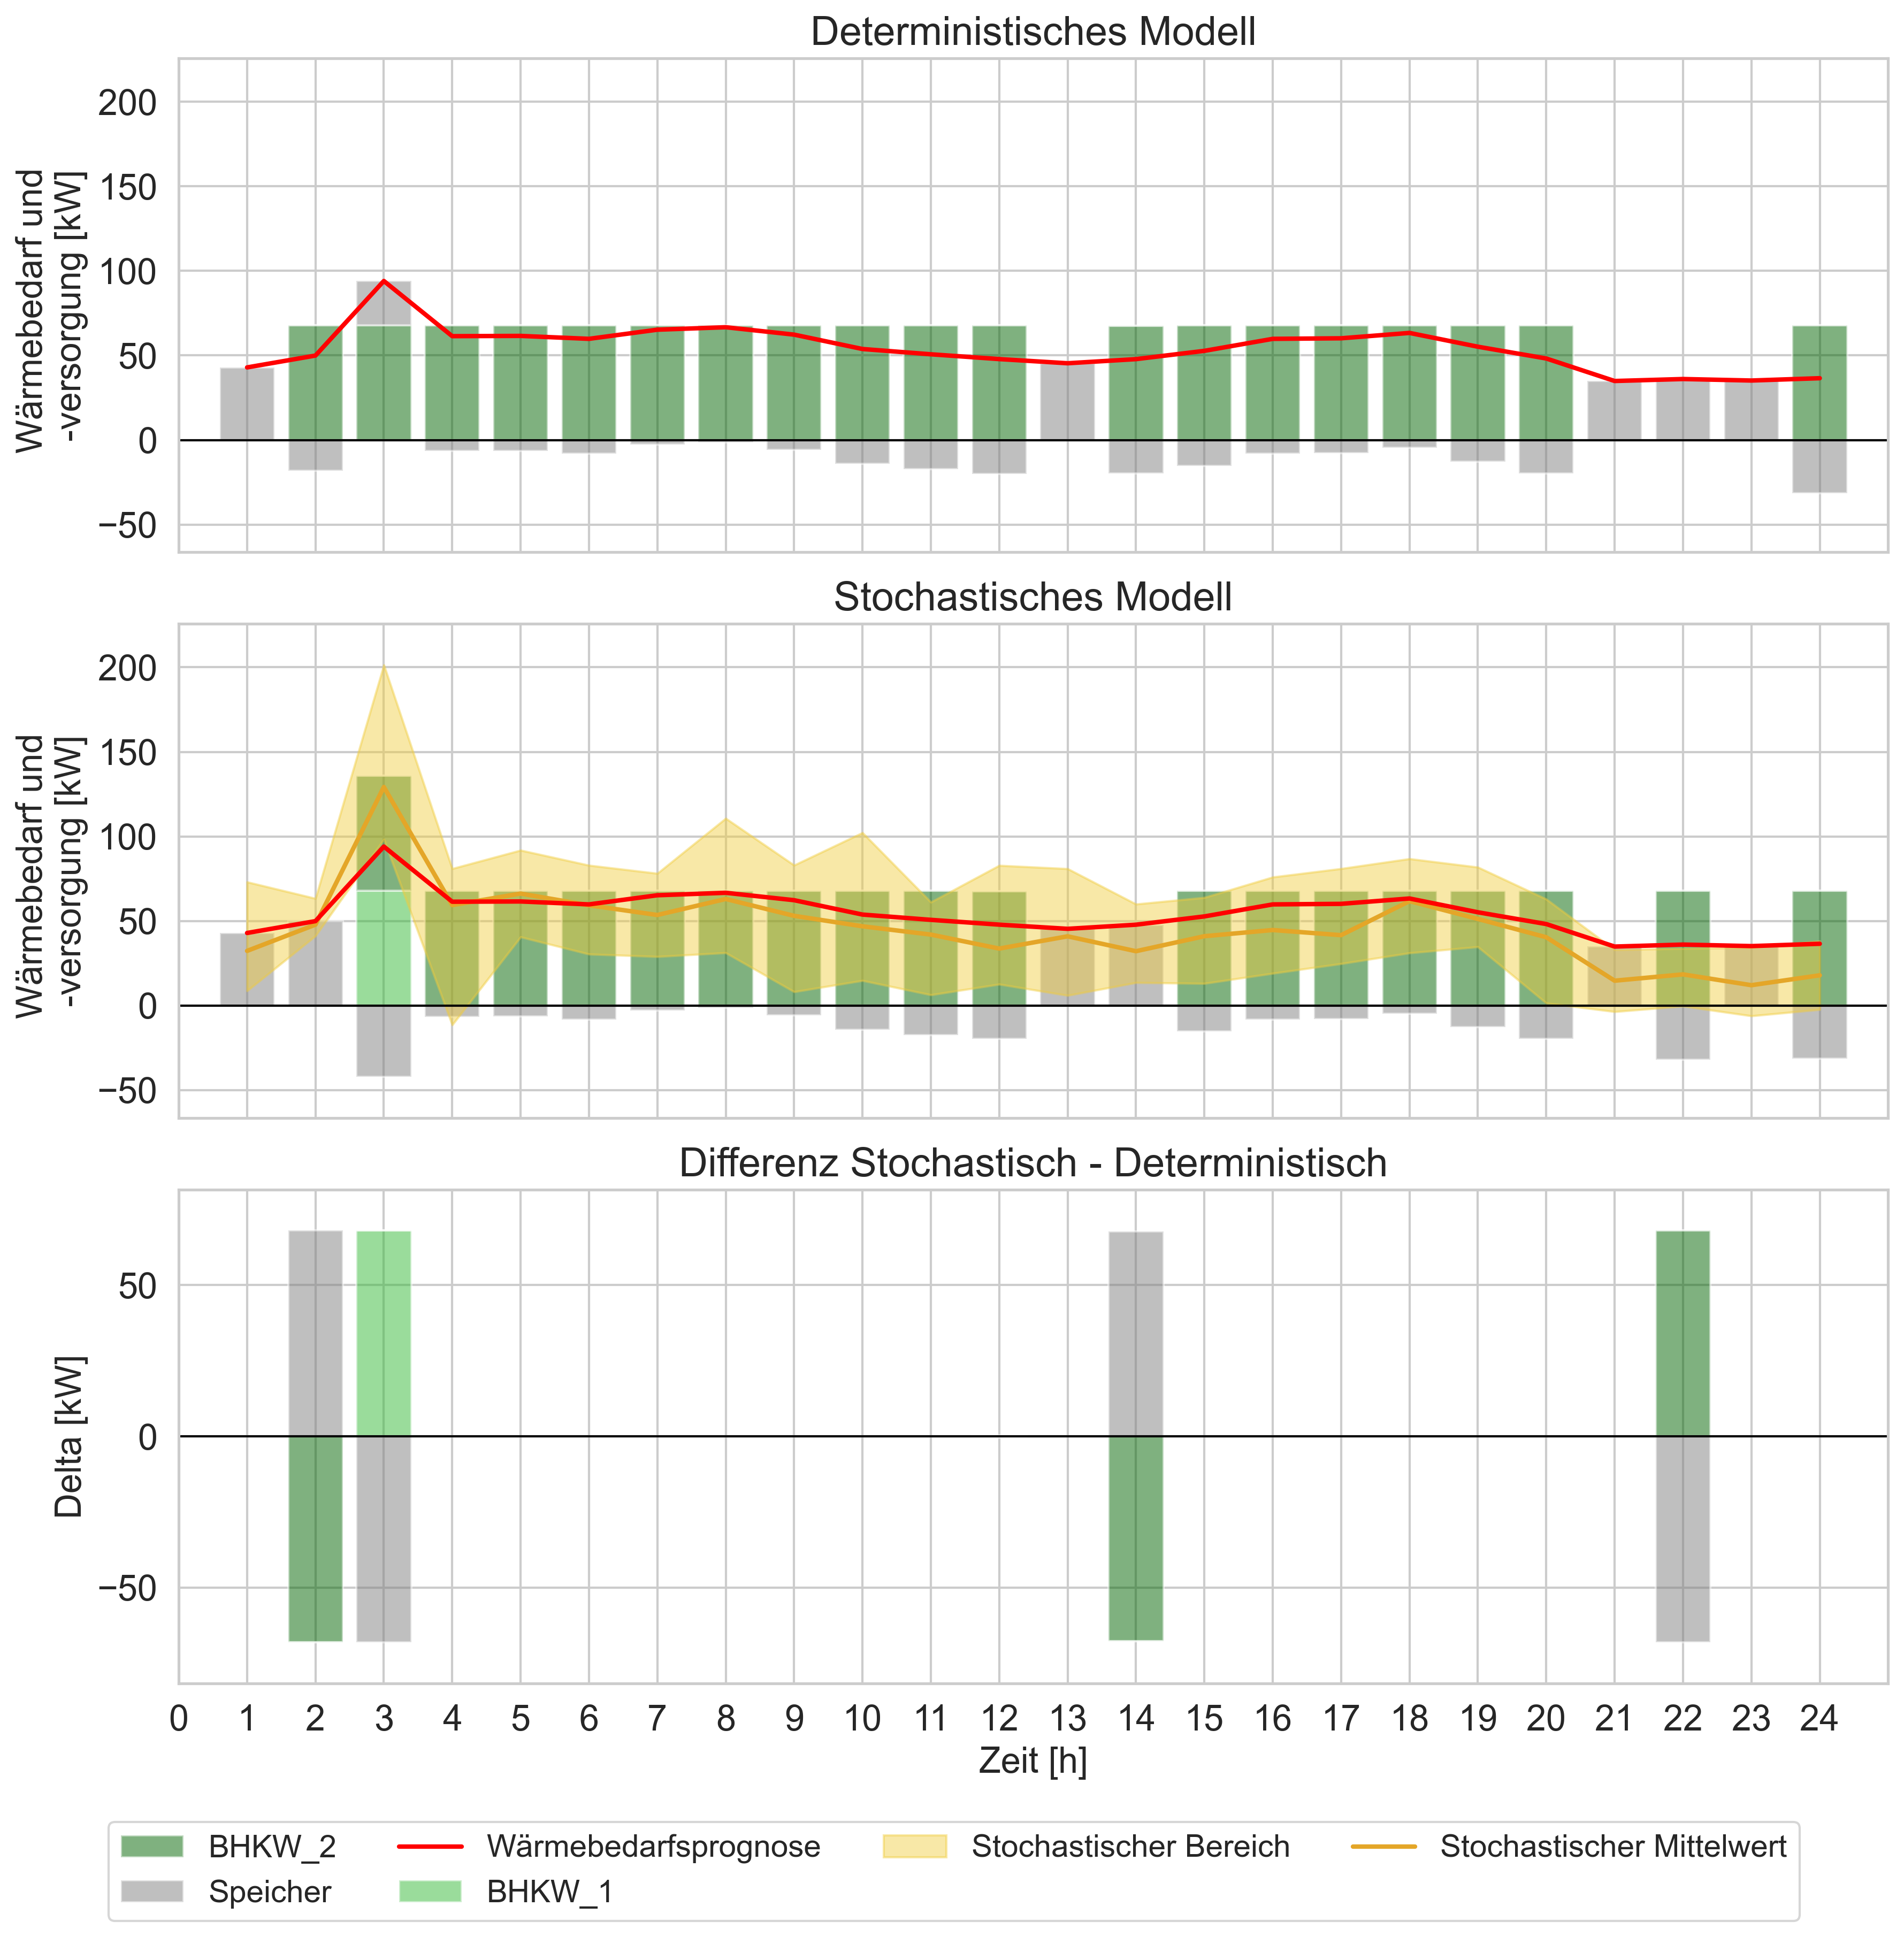 Deterministisches Modell
Wärmebedarf und
-versorgung [kW]
200
150
100
50
0
−50
Stochastisches Modell
Wärmebedarf und
-versorgung [kW]
200
150
100
50
0
−50
Differenz Stochastisch - Deterministisch
Delta [kW]
50
0
−50
0 1 2 3 4 5 6 7 8 9 10 11 12 13 14 15 16 17 18 19 20 21 22 23 24
Zeit [h]
BHKW_2 Wärmebedarfsprognose Stochastischer Bereich Stochastischer Mittelwert
Speicher BHKW_1